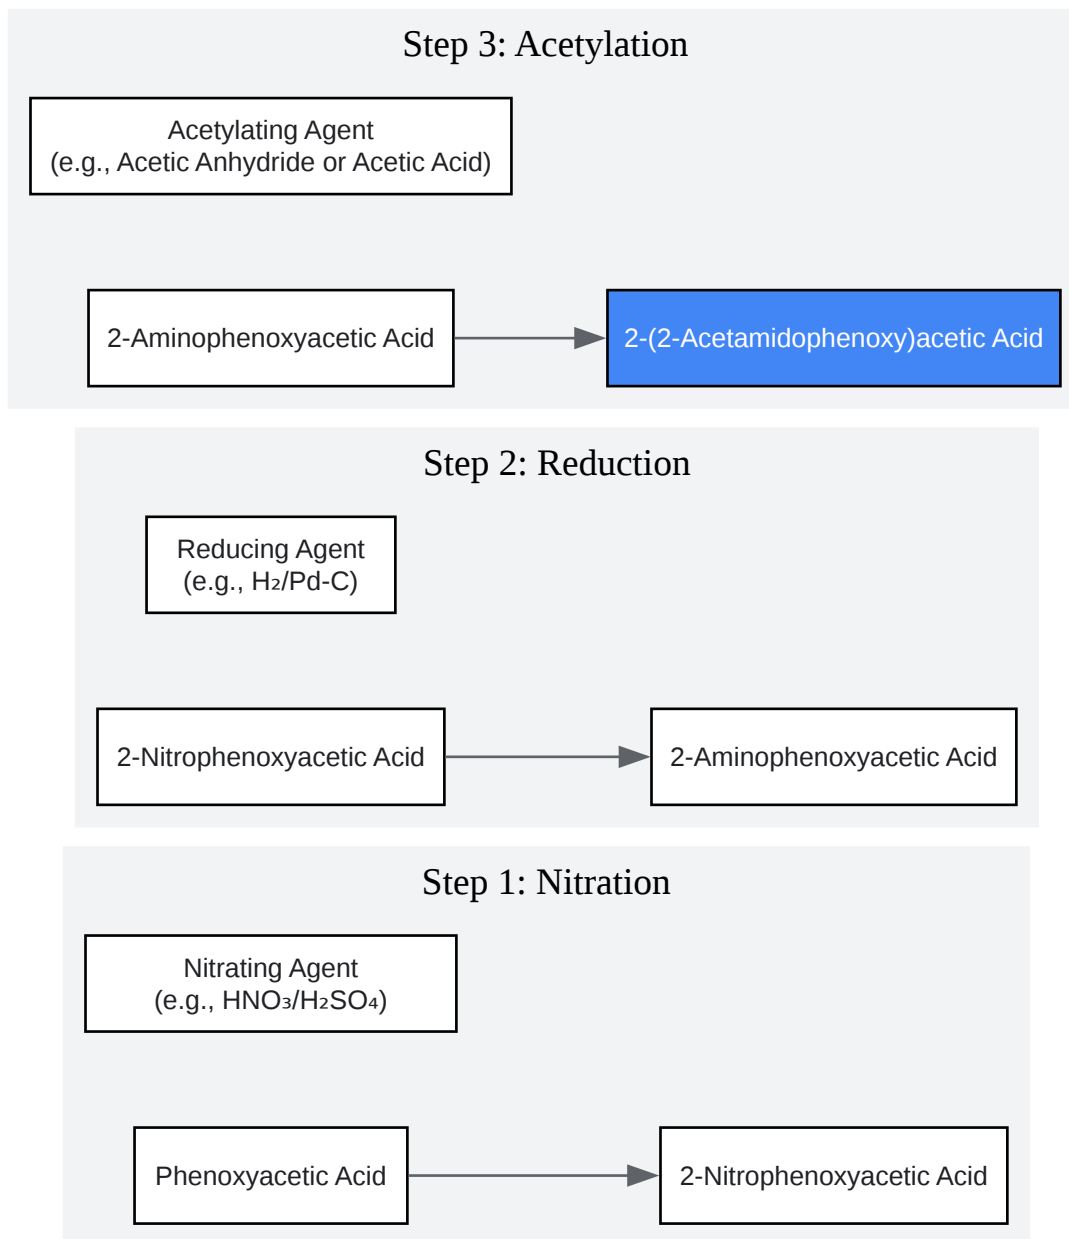 Step 3: Acetylation
Acetylating Agent
(e.g., Acetic Anhydride or Acetic Acid)
2-Aminophenoxyacetic Acid
2-(2-Acetamidophenoxy)acetic Acid
Step 2: Reduction
Reducing Agent
(e.g., H₂/Pd-C)
2-Nitrophenoxyacetic Acid
2-Aminophenoxyacetic Acid
Step 1: Nitration
Nitrating Agent
(e.g., HNO₃/H₂SO₄)
Phenoxyacetic Acid
2-Nitrophenoxyacetic Acid